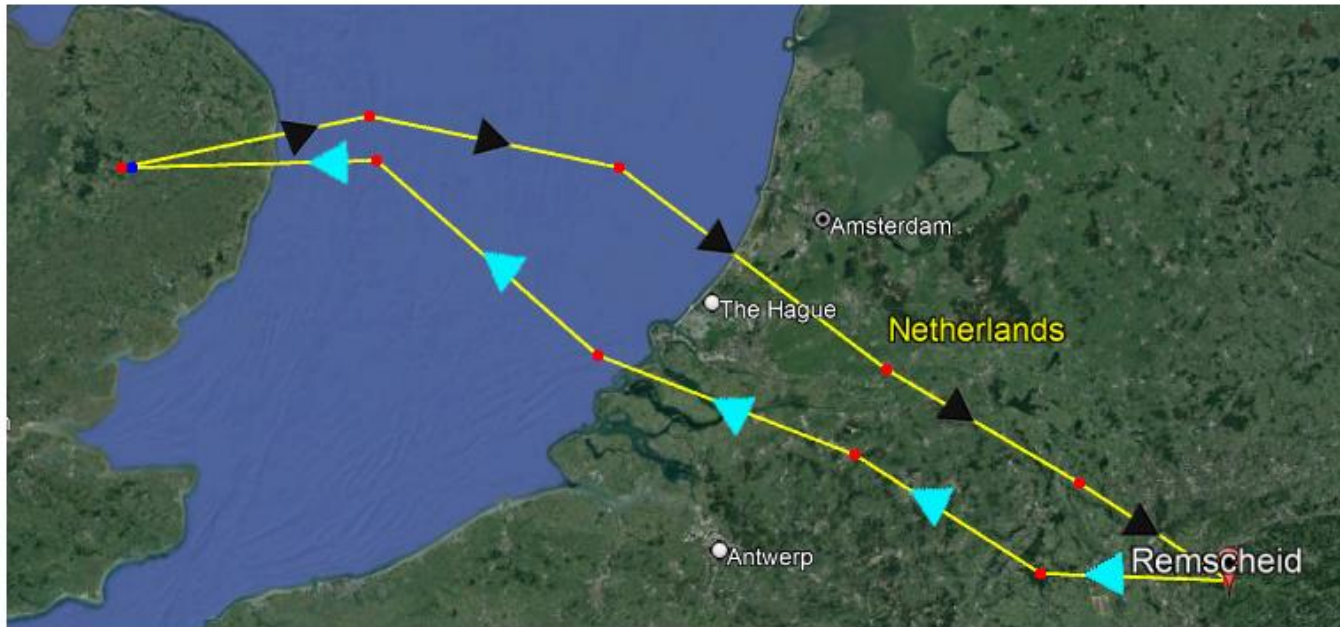 Amsterdam
The Hague
Netherlands
Antwerp
Remscheid